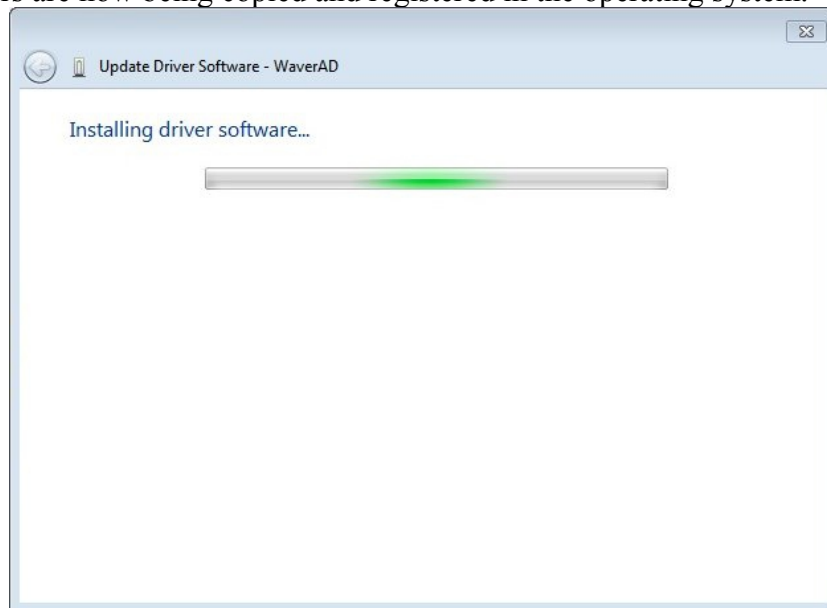 are now being copied and registered in the operating system.
Update Driver Software - WaverAD
Installing driver software...